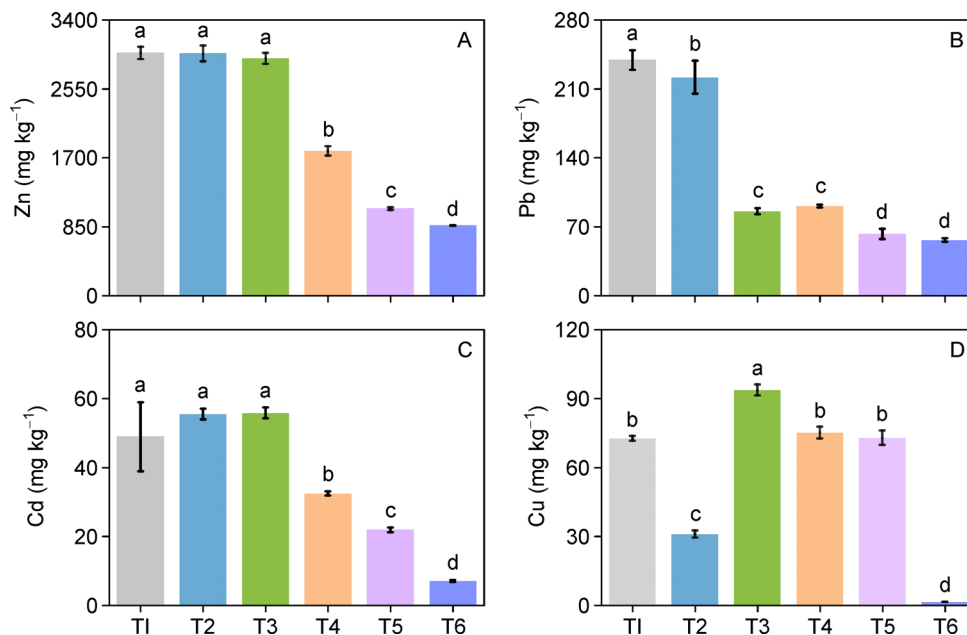 3400
2550
1700
850
0
Zn (mg kg⁻¹)
A
a a a b c d
280
210
140
70
0
Pb (mg kg⁻¹)
B
a b c c d d
80
60
40
20
0
Cd (mg kg⁻¹)
C
a a a b c d
TI T2 T3 T4 T5 T6
120
90
60
30
0
Cu (mg kg⁻¹)
D
b c a b b d
TI T2 T3 T4 T5 T6